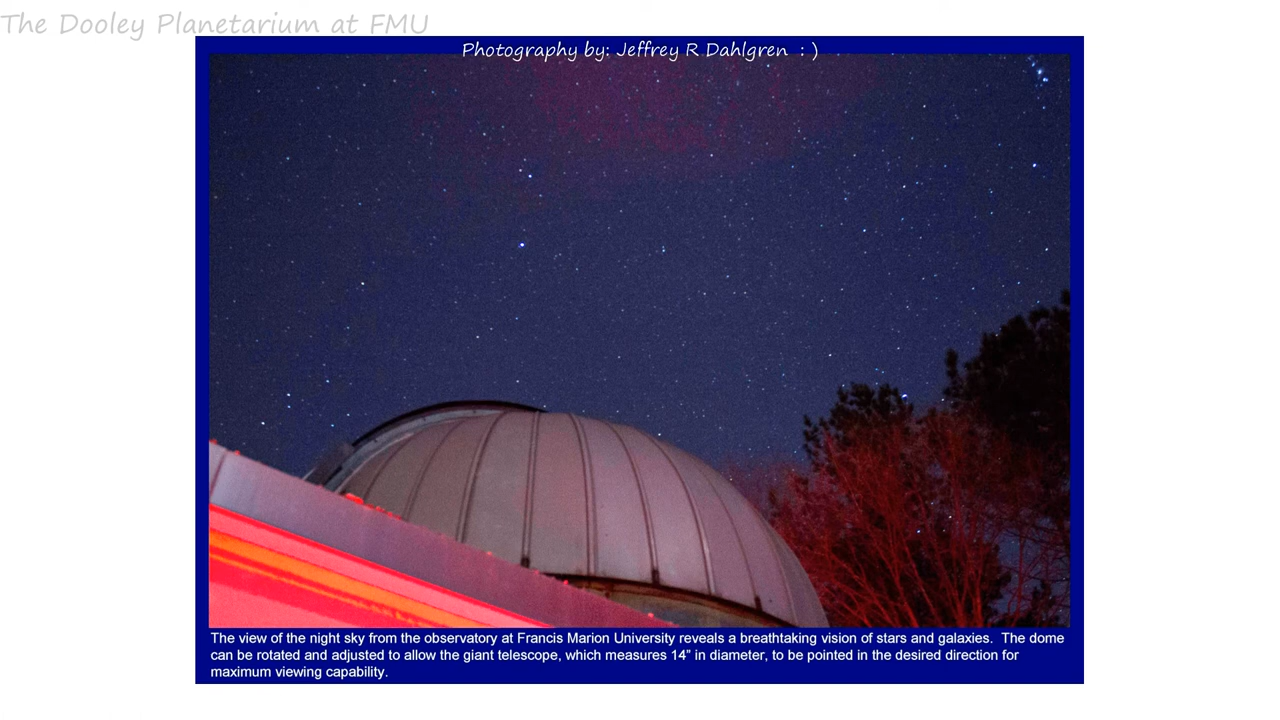 The Dooley Planetarium at FMU
Photography by: Jeffrey R Dahlgren : )
The view of the night sky from the observatory at Francis Marion University reveals a breathtaking vision of stars and galaxies. The dome
can be rotated and adjusted to allow the giant telescope, which measures 14” in diameter, to be pointed in the desired direction for
maximum viewing capability.